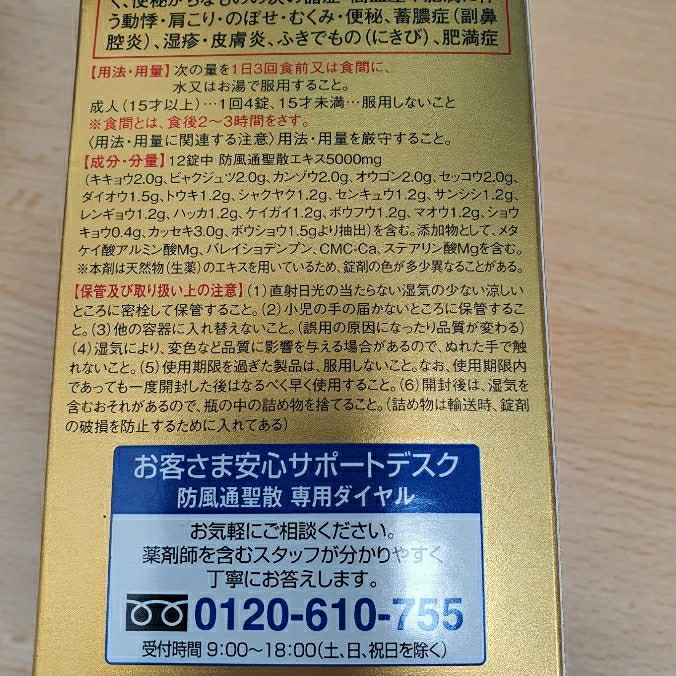 う動悸・肩こり・のぼせ・むくみ・便秘、蓄膿症(副鼻
腔炎)、湿疹・皮膚炎、ふきでもの(にきび)、肥満症
【用法・用量】次の量を1日3回食前又は食間に、
水又はお湯で服用すること。
成人(15才以上)…1回4錠、15才未満…服用しないこと
※食間とは、食後2〜3時間をさす。
〈用法・用量に関連する注意〉用法・用量を厳守すること。
【成分・分量】12錠中 防風通聖散エキス5000mg
(キキョウ2.0g、ビャクジュツ2.0g、カンゾウ2.0g、オウゴン2.0g、セッコウ2.0g、
ダイオウ1.5g、トウキ1.2g、シャクヤク1.2g、センキュウ1.2g、サンシシ1.2g、
レンギョウ1.2g、ハッカ1.2g、ケイガイ1.2g、ボウフウ1.2g、マオウ1.2g、ショウ
キョウ0.4g、カッセキ3.0g、ボウショウ1.5gより抽出)を含む。添加物として、メタ
ケイ酸アルミン酸Mg、バレイショデンプン、CMC-Ca、ステアリン酸Mgを含む。
※本剤は天然物(生薬)のエキスを用いているため、錠剤の色が多少異なることがある。
【保管及び取り扱い上の注意】(1)直射日光の当たらない湿気の少ない涼しい
ところに密栓して保管すること。(2)小児の手の届かないところに保管するこ
と。(3)他の容器に入れ替えないこと。(誤用の原因になったり品質が変わる)
(4)湿気により、変色など品質に影響を与える場合があるので、ぬれた手で触
れないこと。(5)使用期限を過ぎた製品は、服用しないこと。なお、使用期限内
であっても一度開封した後はなるべく早く使用すること。(6)開封後は、湿気を
含むおそれがあるので、瓶の中の詰め物を捨てること。(詰め物は輸送時、錠剤
の破損を防止するために入れてある)
お客さま安心サポートデスク
防風通聖散 専用ダイヤル
お気軽にご相談ください。
薬剤師を含むスタッフが分かりやすく
丁寧にお答えします。
0120-610-755
受付時間 9:00〜18:00(土、日、祝日を除く)